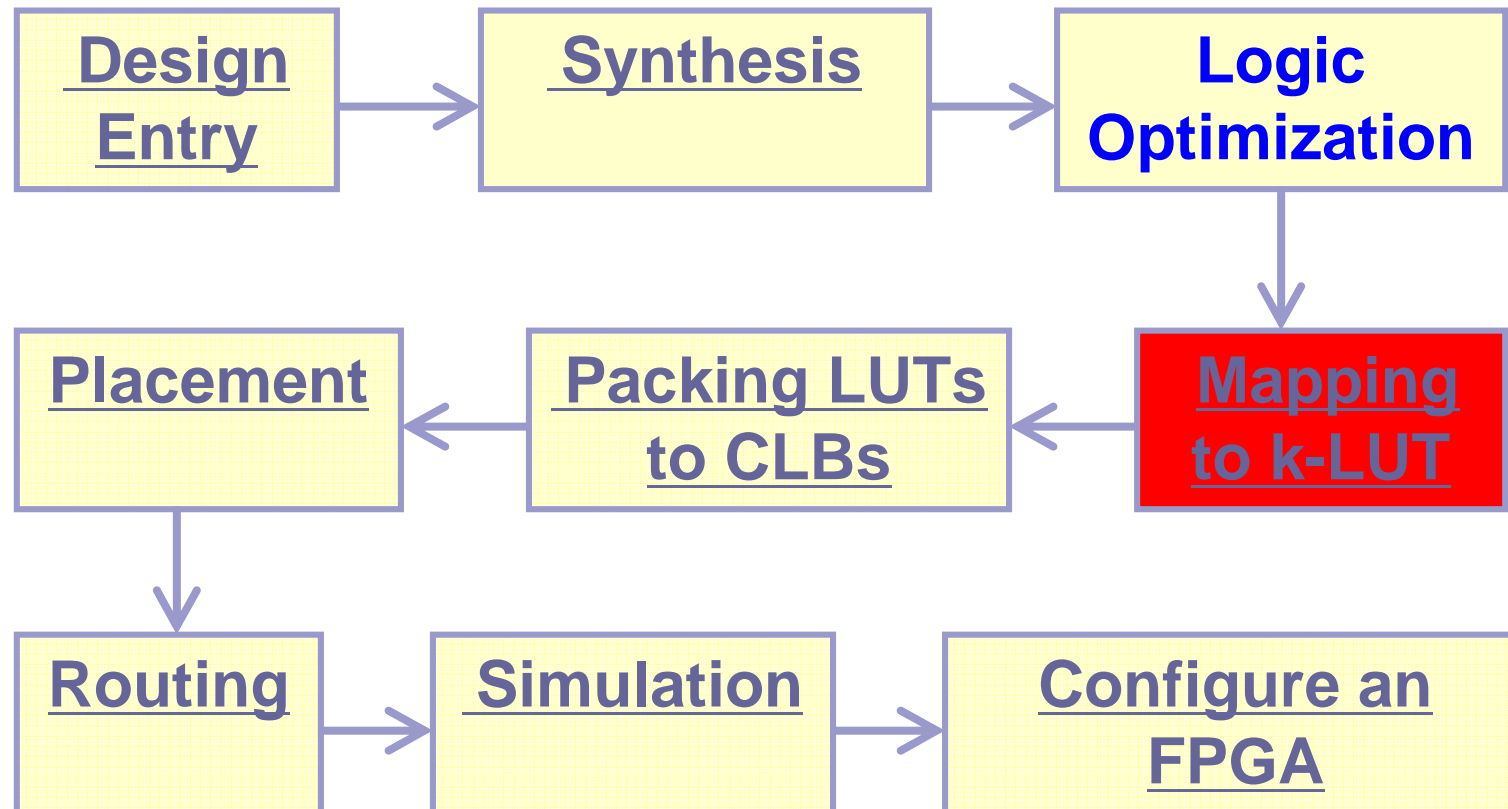 Design
Entry
Synthesis
Logic
Optimization
Mapping
to k-LUT
Packing LUTs
to CLBs
Placement
Routing
Simulation
Configure an
FPGA